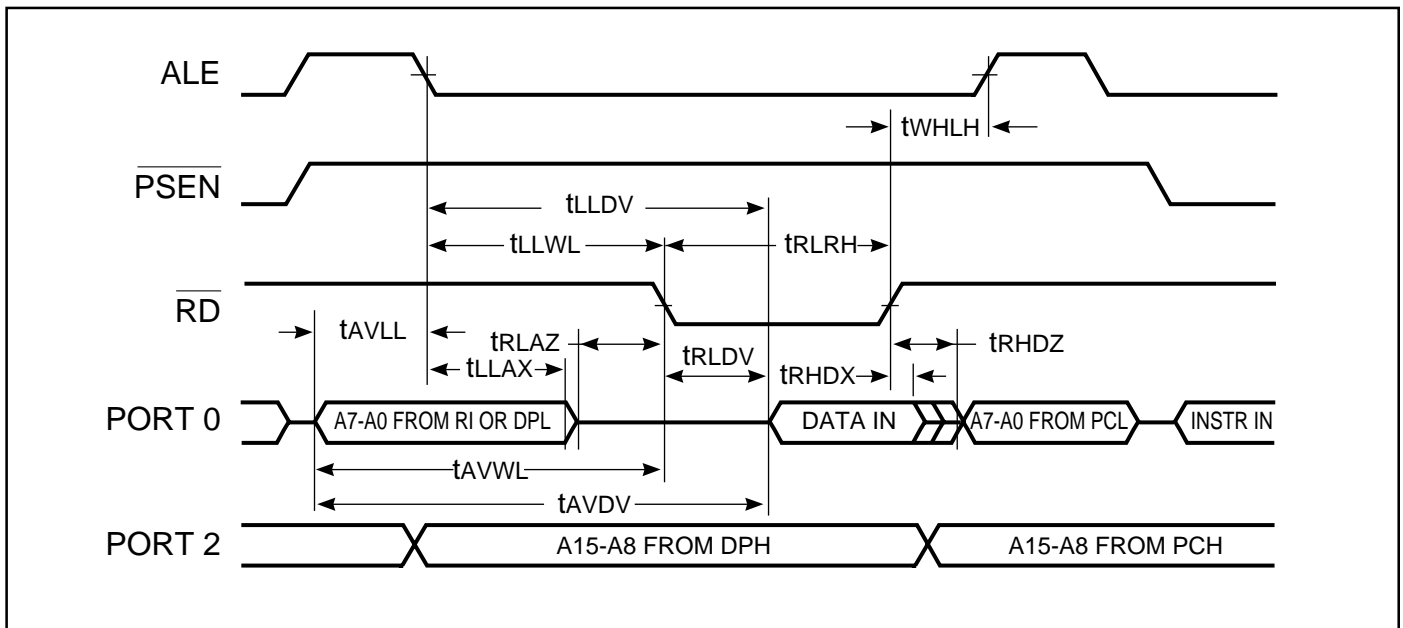 ALE
tWHLH
PSEN
tLLDV
tLLWL
tRLRH
RD
tAVLL
tRLAZ
tLLAX
tRLDV
tRHDX
tRHDZ
PORT 0
A7-A0 FROM RI OR DPL
DATA IN
A7-A0 FROM PCL
INSTR IN
tAVWL
tAVDV
PORT 2
A15-A8 FROM DPH
A15-A8 FROM PCH